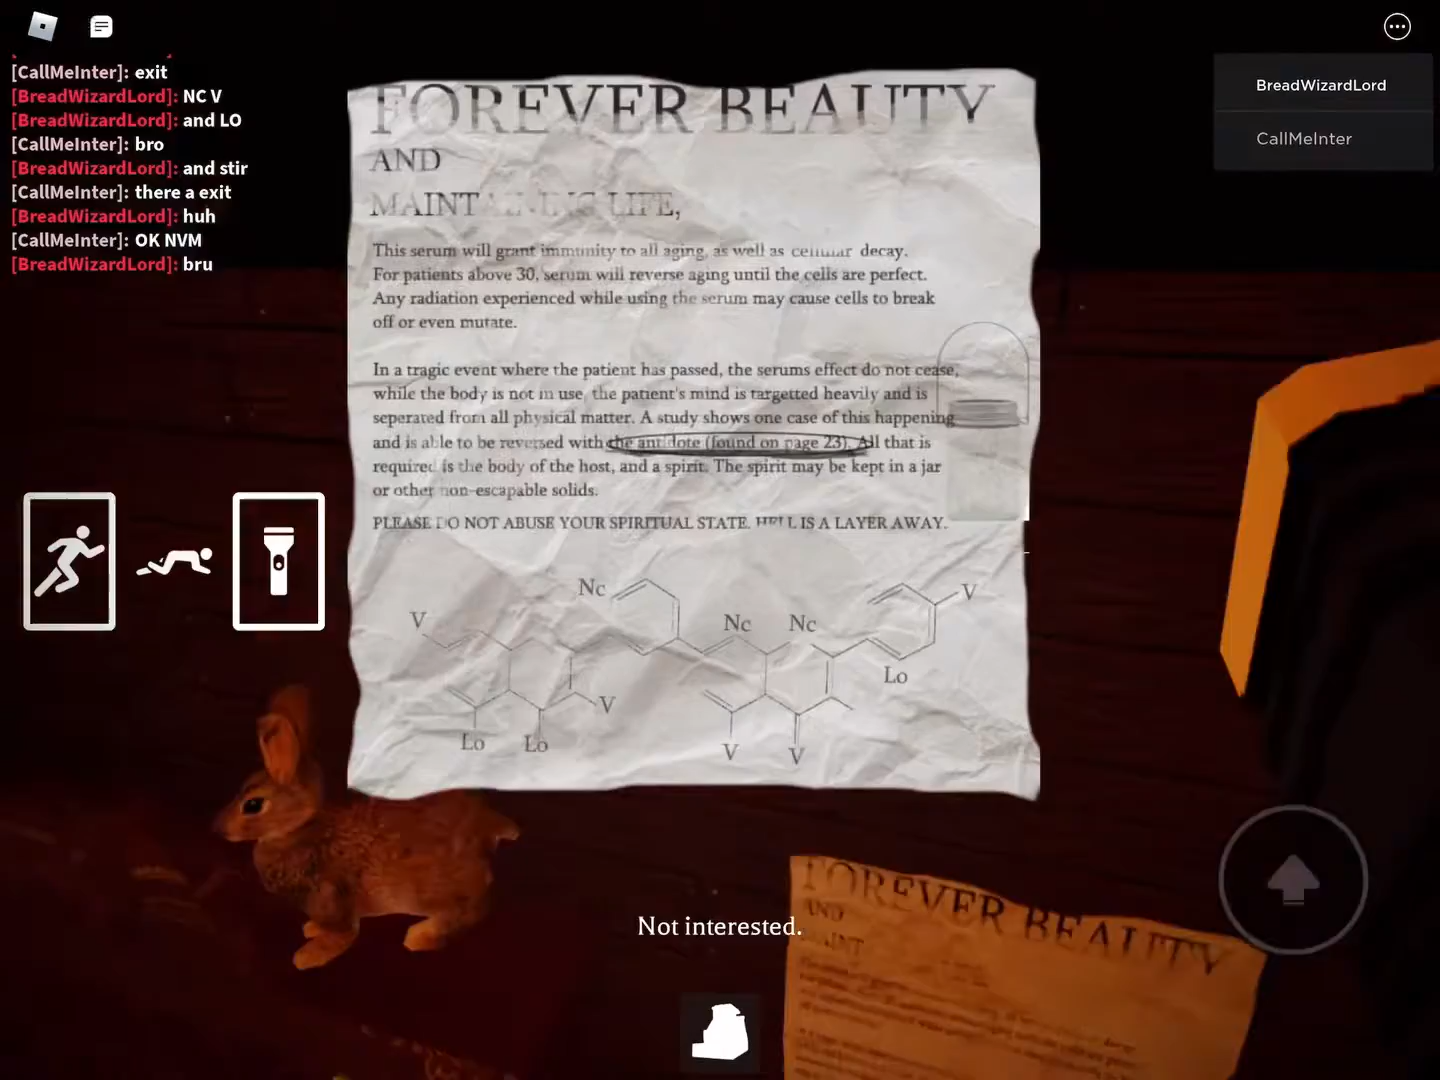 [CallMeInter]: exit
[BreadWizardLord]: NC V
[BreadWizardLord]: and LO
[CallMeInter]: bro
[BreadWizardLord]: and stir
[CallMeInter]: there a exit
[BreadWizardLord]: huh
[CallMeInter]: OK NVM
[BreadWizardLord]: bru
BreadWizardLord
CallMeInter
FOREVER BEAUTY
AND
MAINTAINING LIFE,
This serum will grant immunity to all aging, as well as cellular decay.
For patients above 30, serum will reverse aging until the cells are perfect.
Any radiation experienced while using the serum may cause cells to break
off or even mutate.
In a tragic event where the patient has passed, the serums effect do not cease,
while the body is not in use, the patient's mind is targetted heavily and is
seperated from all physical matter. A study shows one case of this happening
and is able to be reversed with the antidote (found on page 23). All that is
required is the body of the host, and a spirit. The spirit may be kept in a jar
or other non-escapable solids.
PLEASE DO NOT ABUSE YOUR SPIRITUAL STATE. HELL IS A LAYER AWAY.
Nc
V
V
Nc
Nc
Lo
V
Lo
Lo
V
V
FOREVER BEAUTY
AND
MAINT
Not interested.